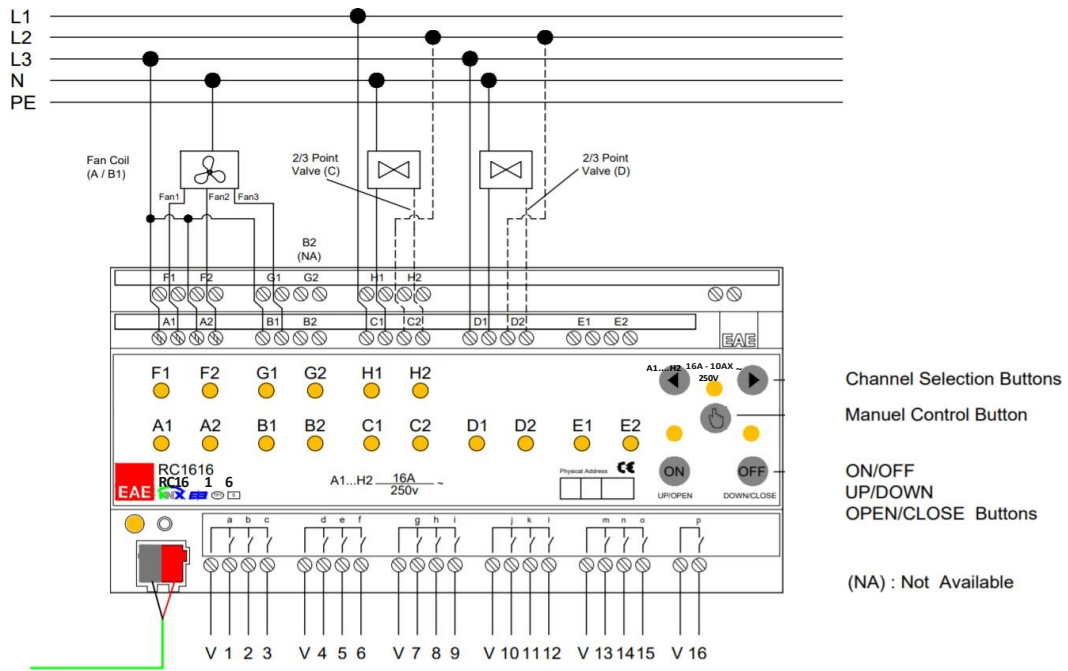 L1
L2
L3
N
PE
Fan Coil
(A / B1)
2/3 Point
Valve (C)
2/3 Point
Valve (D)
Fan1 Fan2 Fan3
B2
(NA)
F1 F2 G1 G2 H1 H2
A1 A2 B1 B2 C1 C2 D1 D2 E1 E2
EAE
F1 F2 G1 G2 H1 H2
A1....H2 16A - 10AX ~
250V
Channel Selection Buttons
Manuel Control Button
A1 A2 B1 B2 C1 C2 D1 D2 E1 E2
EAE
RC1616
RC16 1 6
KNX
A1...H2 16A ~
250v
Physical Address CE
ON OFF
UP/OPEN DOWN/CLOSE
ON/OFF
UP/DOWN
OPEN/CLOSE Buttons
a b c d e f g h i j k l m n o p
(NA) : Not Available
V 1 2 3 V 4 5 6 V 7 8 9 V 10 11 12 V 13 14 15 V 16